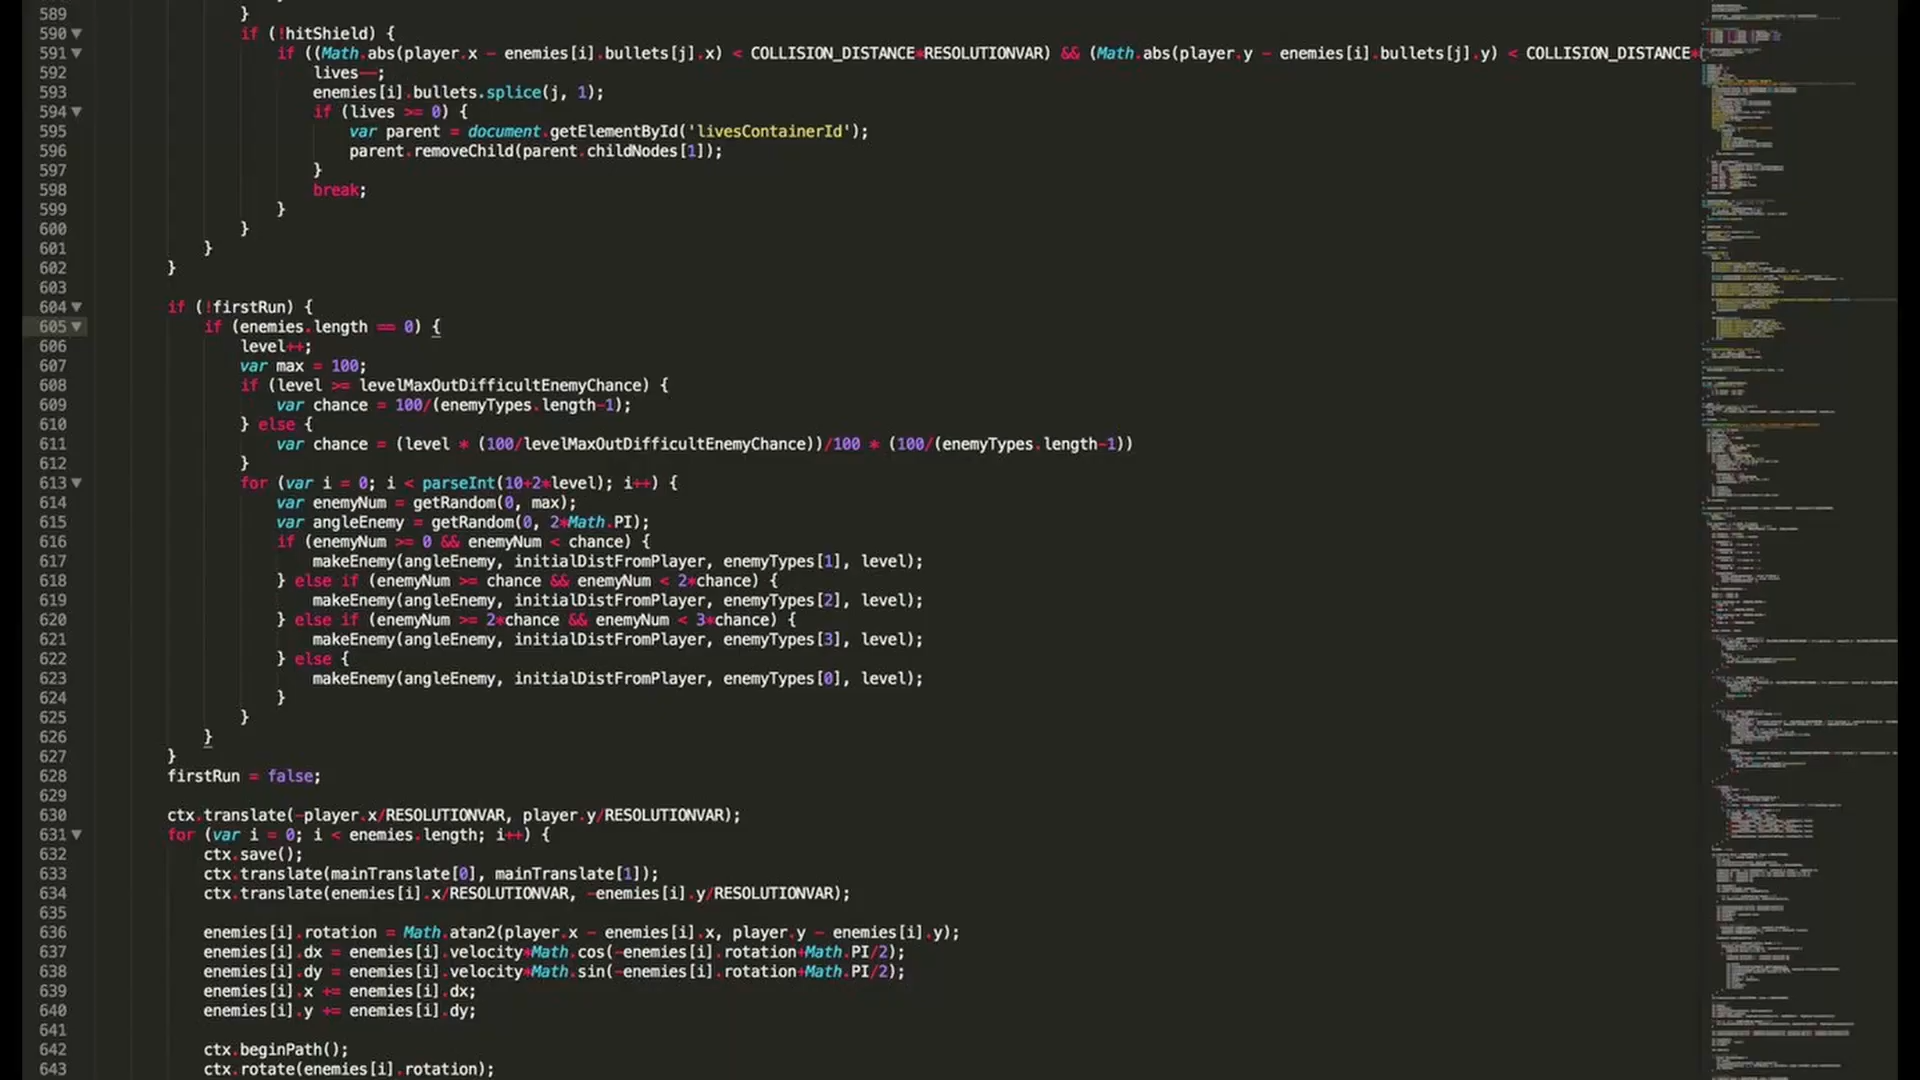 589 }
590 if (!hitShield) {
591 if ((Math.abs(player.x - enemies[i].bullets[j].x) < COLLISION_DISTANCE*RESOLUTIONVAR) && (Math.abs(player.y - enemies[i].bullets[j].y) < COLLISION_DISTANCE*
592 lives--;
593 enemies[i].bullets.splice(j, 1);
594 if (lives >= 0) {
595 var parent = document.getElementById('livesContainerId');
596 parent.removeChild(parent.childNodes[1]);
597 }
598 break;
599 }
600 }
601 }
602 }
603
604 if (!firstRun) {
605 if (enemies.length == 0) {
606 level++;
607 var max = 100;
608 if (level >= levelMaxOutDifficultEnemyChance) {
609 var chance = 100/(enemyTypes.length-1);
610 } else {
611 var chance = (level * (100/levelMaxOutDifficultEnemyChance))/100 * (100/(enemyTypes.length-1))
612 }
613 for (var i = 0; i < parseInt(10+2*level); i++) {
614 var enemyNum = getRandom(0, max);
615 var angleEnemy = getRandom(0, 2*Math.PI);
616 if (enemyNum >= 0 && enemyNum < chance) {
617 makeEnemy(angleEnemy, initialDistFromPlayer, enemyTypes[1], level);
618 } else if (enemyNum >= chance && enemyNum < 2*chance) {
619 makeEnemy(angleEnemy, initialDistFromPlayer, enemyTypes[2], level);
620 } else if (enemyNum >= 2*chance && enemyNum < 3*chance) {
621 makeEnemy(angleEnemy, initialDistFromPlayer, enemyTypes[3], level);
622 } else {
623 makeEnemy(angleEnemy, initialDistFromPlayer, enemyTypes[0], level);
624 }
625 }
626 }
627 }
628 firstRun = false;
629
630 ctx.translate(-player.x/RESOLUTIONVAR, player.y/RESOLUTIONVAR);
631 for (var i = 0; i < enemies.length; i++) {
632 ctx.save();
633 ctx.translate(mainTranslate[0], mainTranslate[1]);
634 ctx.translate(enemies[i].x/RESOLUTIONVAR, -enemies[i].y/RESOLUTIONVAR);
635
636 enemies[i].rotation = Math.atan2(player.x - enemies[i].x, player.y - enemies[i].y);
637 enemies[i].dx = enemies[i].velocity*Math.cos(-enemies[i].rotation+Math.PI/2);
638 enemies[i].dy = enemies[i].velocity*Math.sin(-enemies[i].rotation+Math.PI/2);
639 enemies[i].x += enemies[i].dx;
640 enemies[i].y += enemies[i].dy;
641
642 ctx.beginPath();
643 ctx.rotate(enemies[i].rotation);